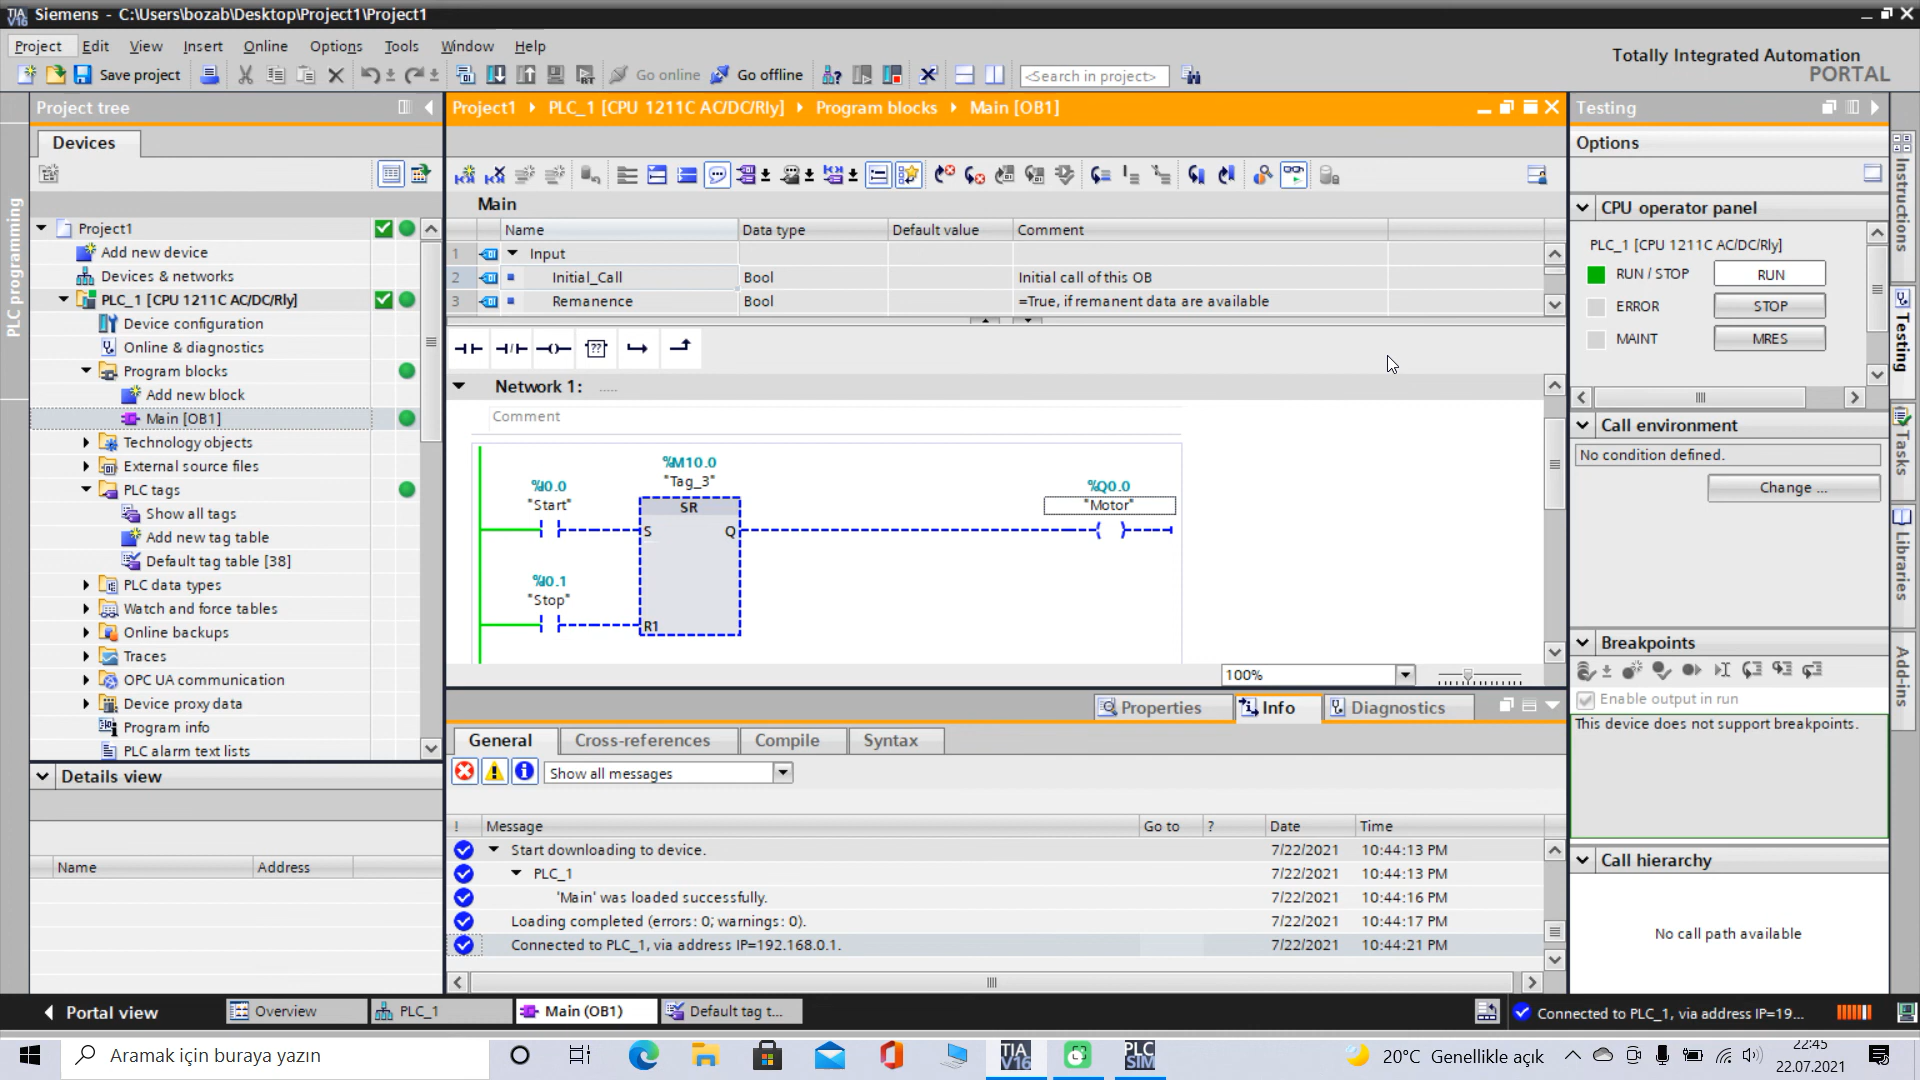 TIA V16 Siemens - C:\Users\bozab\Desktop\Project1\Project1
Project Edit View Insert Online Options Tools Window Help
Totally Integrated Automation
PORTAL
Save project
Go online
Go offline
<Search in project>
Project tree
Devices
PLC programming
Project1
Add new device
Devices & networks
PLC_1 [CPU 1211C AC/DC/Rly]
Device configuration
Online & diagnostics
Program blocks
Add new block
Main [OB1]
Technology objects
External source files
PLC tags
Show all tags
Add new tag table
Default tag table [38]
PLC data types
Watch and force tables
Online backups
Traces
OPC UA communication
Device proxy data
Program info
PLC alarm text lists
Details view
Name Address
Project1 PLC_1 [CPU 1211C AC/DC/Rly] Program blocks Main [OB1]
Main
Name Data type Default value Comment
1 Input
2 Initial_Call Bool Initial call of this OB
3 Remanence Bool =True, if remanent data are available
??
Network 1: .....
Comment
%M10.0
"Tag_3"
%I0.0
"Start"
SR
S Q
%Q0.0
"Motor"
%I0.1
"Stop"
R1
100%
Properties
Info
Diagnostics
General Cross-references Compile Syntax
Show all messages
! Message Go to ? Date Time
Start downloading to device. 7/22/2021 10:44:13 PM
PLC_1 7/22/2021 10:44:13 PM
'Main' was loaded successfully. 7/22/2021 10:44:16 PM
Loading completed (errors: 0; warnings: 0). 7/22/2021 10:44:17 PM
Connected to PLC_1, via address IP=192.168.0.1. 7/22/2021 10:44:21 PM
Testing
Options
CPU operator panel
PLC_1 [CPU 1211C AC/DC/Rly]
RUN / STOP RUN
ERROR STOP
MAINT MRES
Call environment
No condition defined.
Change ...
Breakpoints
Enable output in run
This device does not support breakpoints.
Call hierarchy
No call path available
Instructions
Testing
Tasks
Libraries
Add-ins
Portal view
Overview
PLC_1
Main (OB1)
Default tag t...
Connected to PLC_1, via address IP=19...
Aramak için buraya yazın
TIA V16
PLC SIM
20°C Genellikle açık
22:45
22.07.2021